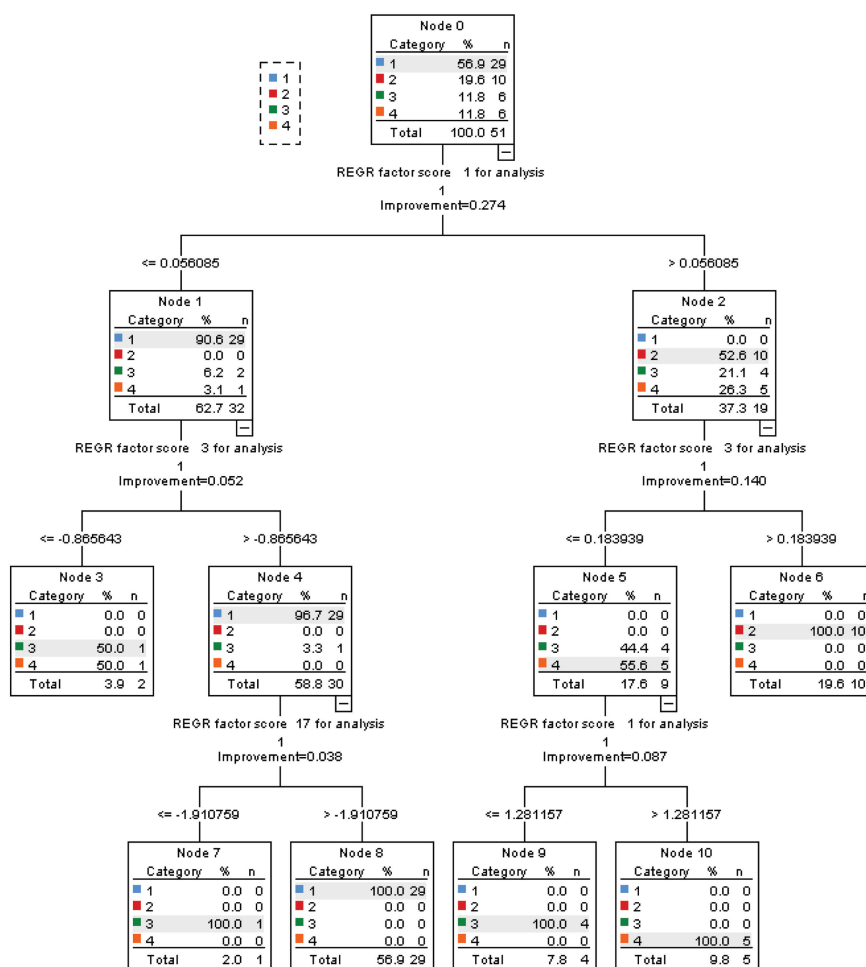 Node 0
Category % n
1 56.9 29
2 19.6 10
3 11.8 6
4 11.8 6
Total 100.0 51
1
2
3
4
REGR factor score 1 for analysis
1
Improvement=0.274
<= 0.056085
> 0.056085
Node 1
Category % n
1 90.6 29
2 0.0 0
3 6.2 2
4 3.1 1
Total 62.7 32
Node 2
Category % n
1 0.0 0
2 52.6 10
3 21.1 4
4 26.3 5
Total 37.3 19
REGR factor score 3 for analysis
1
Improvement=0.052
REGR factor score 3 for analysis
1
Improvement=0.140
<= -0.865643
> -0.865643
<= 0.183939
> 0.183939
Node 3
Category % n
1 0.0 0
2 0.0 0
3 50.0 1
4 50.0 1
Total 3.9 2
Node 4
Category % n
1 96.7 29
2 0.0 0
3 3.3 1
4 0.0 0
Total 58.8 30
Node 5
Category % n
1 0.0 0
2 0.0 0
3 44.4 4
4 55.6 5
Total 17.6 9
Node 6
Category % n
1 0.0 0
2 100.0 10
3 0.0 0
4 0.0 0
Total 19.6 10
REGR factor score 17 for analysis
1
Improvement=0.038
REGR factor score 1 for analysis
1
Improvement=0.087
<= -1.910759
> -1.910759
<= 1.281157
> 1.281157
Node 7
Category % n
1 0.0 0
2 0.0 0
3 100.0 1
4 0.0 0
Total 2.0 1
Node 8
Category % n
1 100.0 29
2 0.0 0
3 0.0 0
4 0.0 0
Total 56.9 29
Node 9
Category % n
1 0.0 0
2 0.0 0
3 100.0 4
4 0.0 0
Total 7.8 4
Node 10
Category % n
1 0.0 0
2 0.0 0
3 0.0 0
4 100.0 5
Total 9.8 5